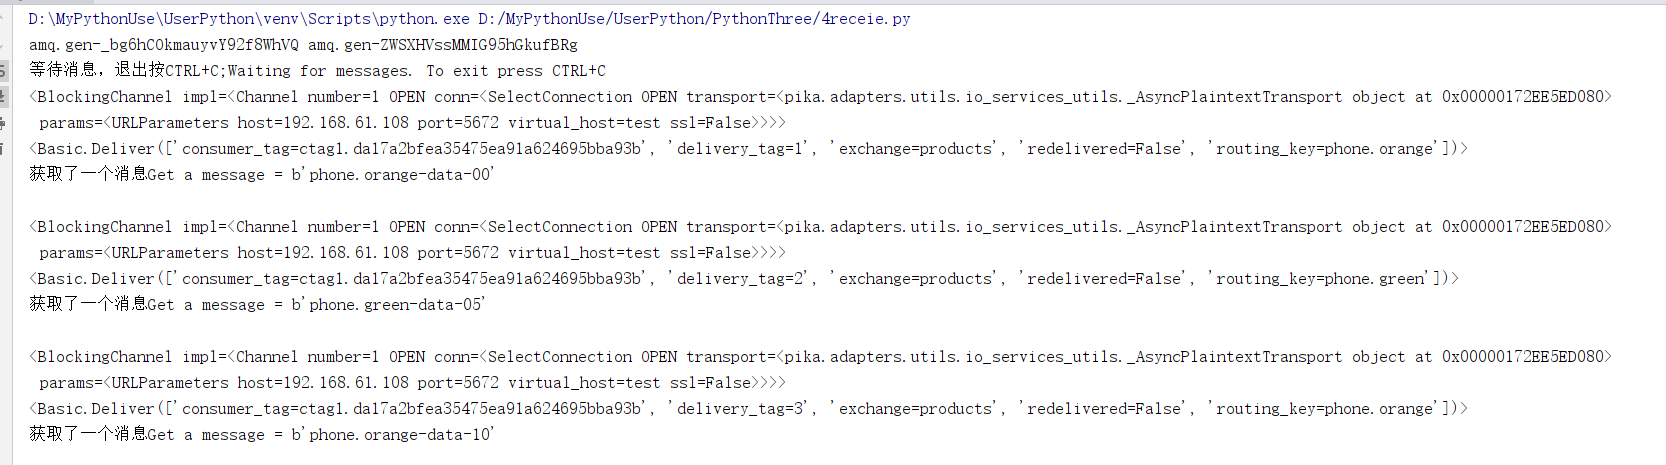 D:\MyPythonUse\UserPython\venv\Scripts\python.exe D:/MyPythonUse/UserPython/PythonThree/4receie.py
amq.gen-_bg6hC0kmauyvY92f8WhVQ amq.gen-ZWSXHVssMMIG95hGkufBRg
等待消息，退出按CTRL+C;Waiting for messages. To exit press CTRL+C
<BlockingChannel impl=<Channel number=1 OPEN conn=<SelectConnection OPEN transport=<pika.adapters.utils.io_services_utils._AsyncPlaintextTransport object at 0x00000172EE5ED080>
params=<URLParameters host=192.168.61.108 port=5672 virtual_host=test ssl=False>>>>
<Basic.Deliver(['consumer_tag=ctag1.da17a2bfea35475ea91a624695bba93b', 'delivery_tag=1', 'exchange=products', 'redelivered=False', 'routing_key=phone.orange'])>
获取了一个消息Get a message = b'phone.orange-data-00'
<BlockingChannel impl=<Channel number=1 OPEN conn=<SelectConnection OPEN transport=<pika.adapters.utils.io_services_utils._AsyncPlaintextTransport object at 0x00000172EE5ED080>
params=<URLParameters host=192.168.61.108 port=5672 virtual_host=test ssl=False>>>>
<Basic.Deliver(['consumer_tag=ctag1.da17a2bfea35475ea91a624695bba93b', 'delivery_tag=2', 'exchange=products', 'redelivered=False', 'routing_key=phone.green'])>
获取了一个消息Get a message = b'phone.green-data-05'
<BlockingChannel impl=<Channel number=1 OPEN conn=<SelectConnection OPEN transport=<pika.adapters.utils.io_services_utils._AsyncPlaintextTransport object at 0x00000172EE5ED080>
params=<URLParameters host=192.168.61.108 port=5672 virtual_host=test ssl=False>>>>
<Basic.Deliver(['consumer_tag=ctag1.da17a2bfea35475ea91a624695bba93b', 'delivery_tag=3', 'exchange=products', 'redelivered=False', 'routing_key=phone.orange'])>
获取了一个消息Get a message = b'phone.orange-data-10'